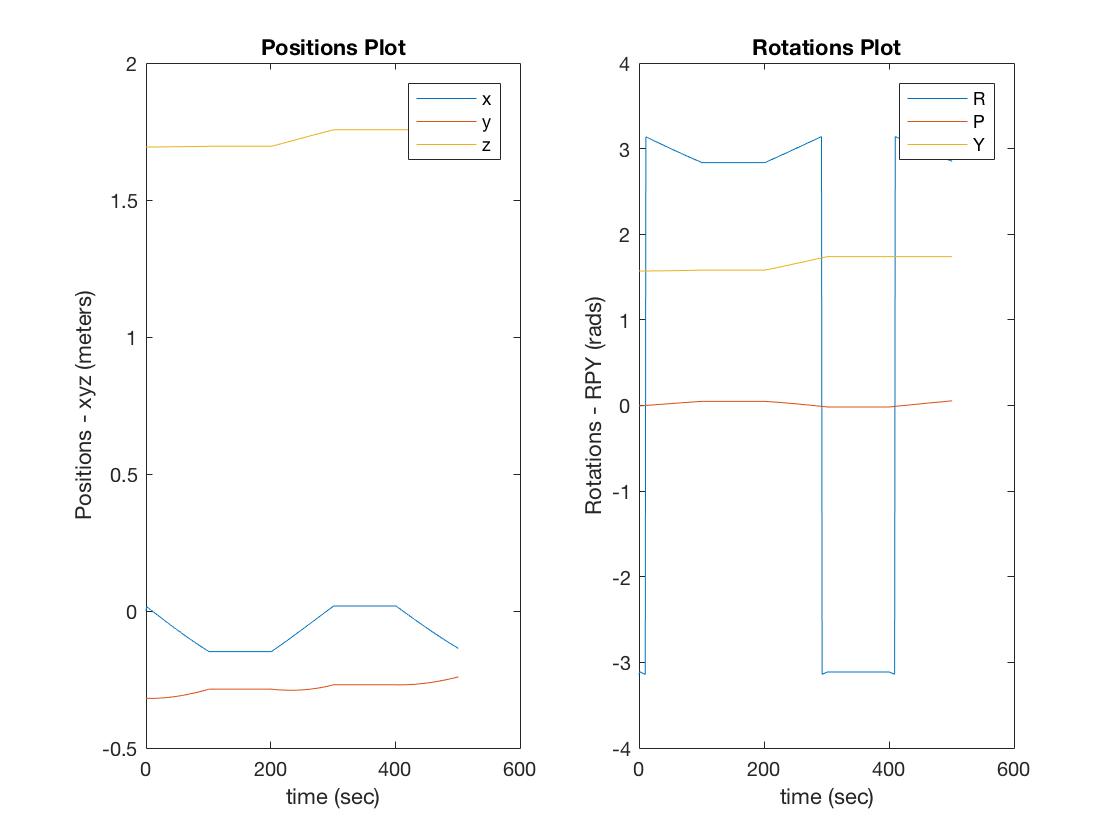 Positions Plot
2
1.5
1
0.5
0
-0.5
0 200 400 600
time (sec)
Positions - xyz (meters)
x
y
z
Rotations Plot
4
3
2
1
0
-1
-2
-3
-4
0 200 400 600
time (sec)
Rotations - RPY (rads)
R
P
Y